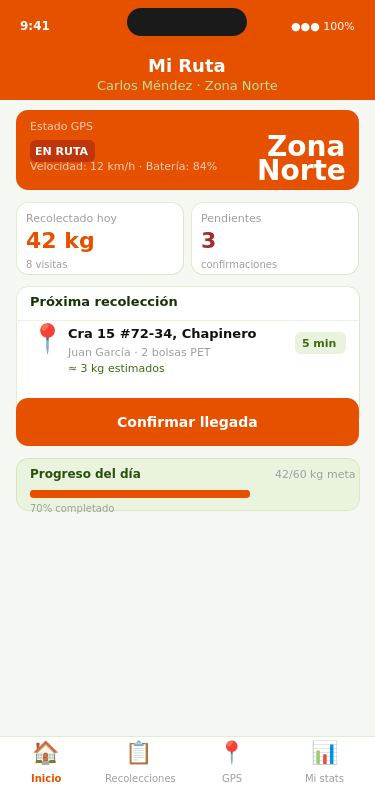 9:41
●●● 100%
Mi Ruta
Carlos Méndez · Zona Norte
Estado GPS
EN RUTA
Velocidad: 12 km/h · Batería: 84%
Zona
Norte
Recolectado hoy
42 kg
8 visitas
Pendientes
3
confirmaciones
Próxima recolección
Cra 15 #72-34, Chapinero
Juan García · 2 bolsas PET
≈ 3 kg estimados
5 min
Confirmar llegada
Progreso del día
42/60 kg meta
70% completado
Inicio
Recolecciones
GPS
Mi stats